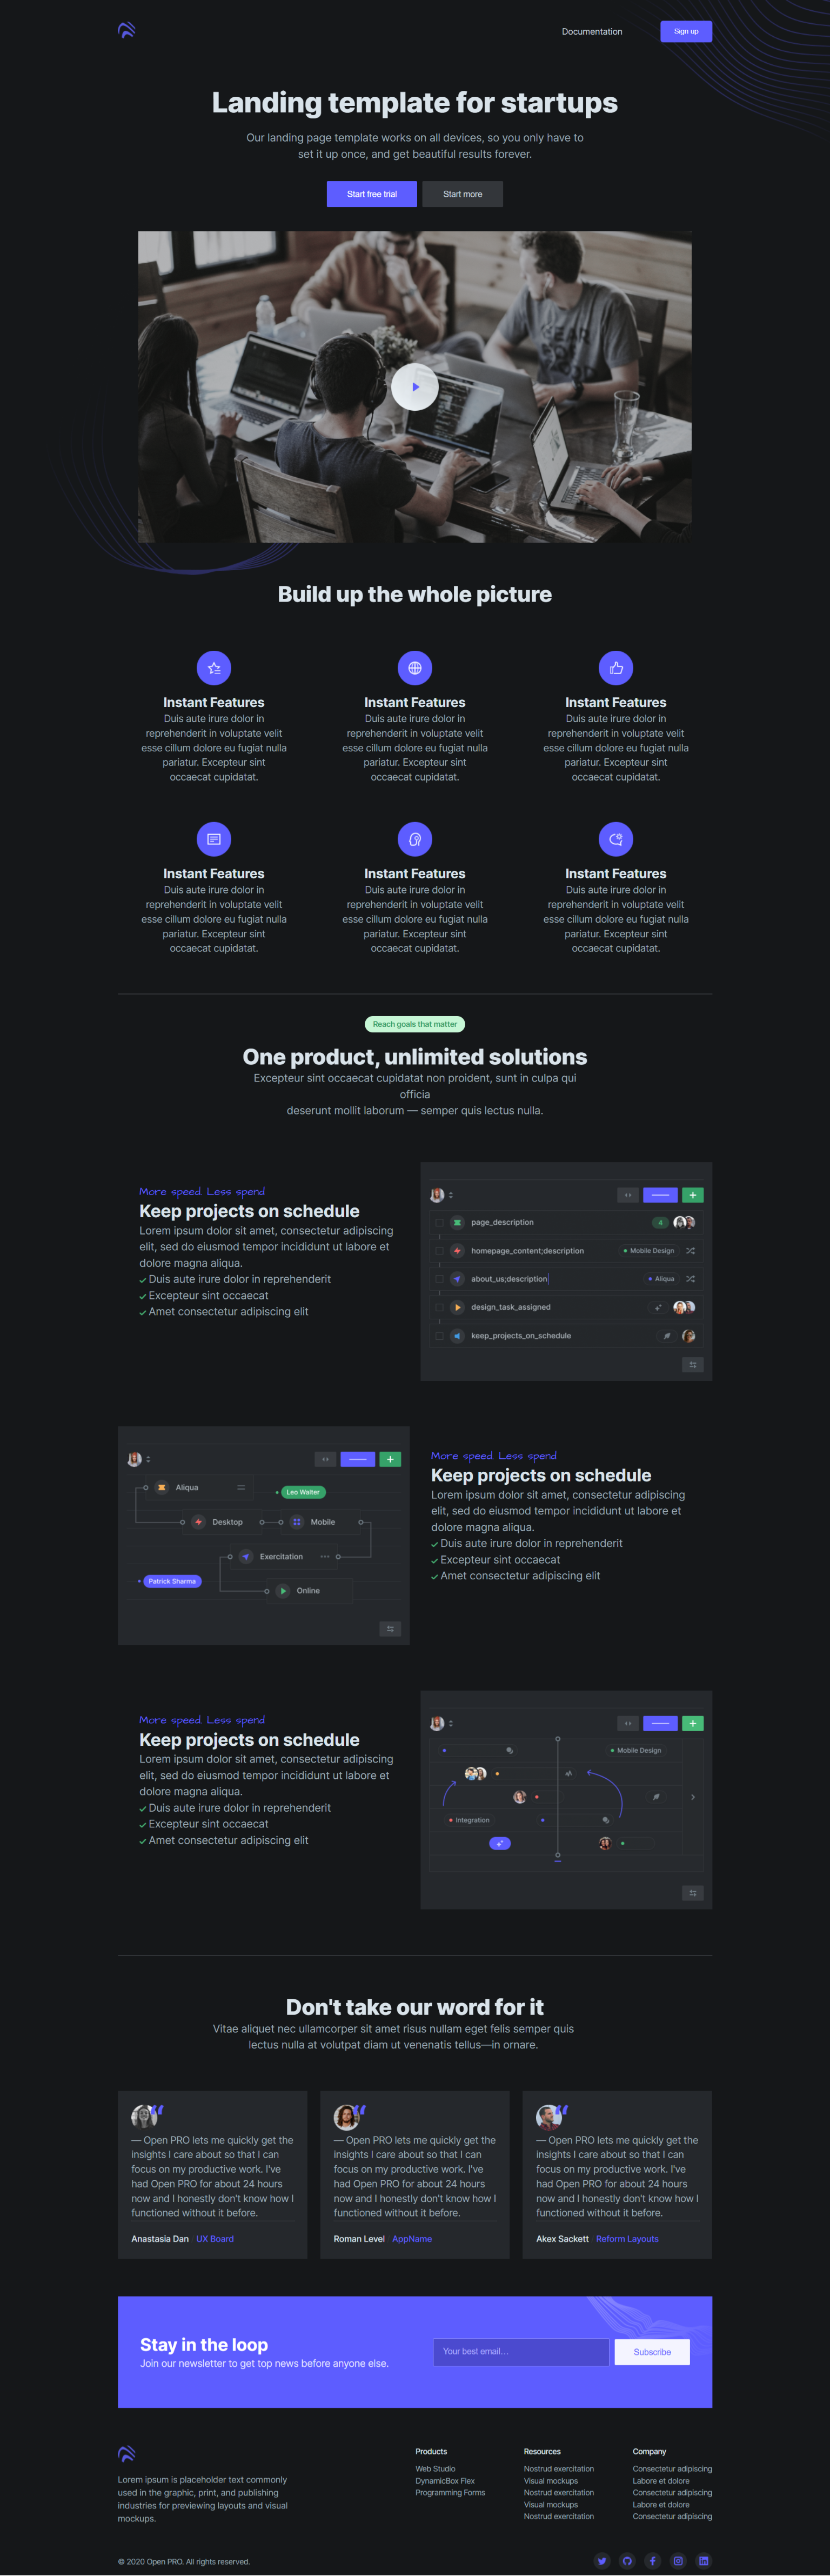 Documentation
Sign up
Landing template for startups
Our landing page template works on all devices, so you only have to
set it up once, and get beautiful results forever.
Start free trial
Start more
Build up the whole picture
Instant Features
Duis aute irure dolor in
reprehenderit in voluptate velit
esse cillum dolore eu fugiat nulla
pariatur. Excepteur sint
occaecat cupidatat.
Instant Features
Duis aute irure dolor in
reprehenderit in voluptate velit
esse cillum dolore eu fugiat nulla
pariatur. Excepteur sint
occaecat cupidatat.
Instant Features
Duis aute irure dolor in
reprehenderit in voluptate velit
esse cillum dolore eu fugiat nulla
pariatur. Excepteur sint
occaecat cupidatat.
Instant Features
Duis aute irure dolor in
reprehenderit in voluptate velit
esse cillum dolore eu fugiat nulla
pariatur. Excepteur sint
occaecat cupidatat.
Instant Features
Duis aute irure dolor in
reprehenderit in voluptate velit
esse cillum dolore eu fugiat nulla
pariatur. Excepteur sint
occaecat cupidatat.
Instant Features
Duis aute irure dolor in
reprehenderit in voluptate velit
esse cillum dolore eu fugiat nulla
pariatur. Excepteur sint
occaecat cupidatat.
Reach goals that matter
One product, unlimited solutions
Excepteur sint occaecat cupidatat non proident, sunt in culpa qui
officia
deserunt mollit laborum — semper quis lectus nulla.
More speed. Less spend
Keep projects on schedule
Lorem ipsum dolor sit amet, consectetur adipiscing
elit, sed do eiusmod tempor incididunt ut labore et
dolore magna aliqua.
Duis aute irure dolor in reprehenderit
Excepteur sint occaecat
Amet consectetur adipiscing elit
page_description
4
homepage_content;description
Mobile Design
about_us;description
Aliqua
design_task_assigned
keep_projects_on_schedule
Aliqua
Leo Walter
Desktop
Mobile
Exercitation
Patrick Sharma
Online
More speed. Less spend
Keep projects on schedule
Lorem ipsum dolor sit amet, consectetur adipiscing
elit, sed do eiusmod tempor incididunt ut labore et
dolore magna aliqua.
Duis aute irure dolor in reprehenderit
Excepteur sint occaecat
Amet consectetur adipiscing elit
More speed. Less spend
Keep projects on schedule
Lorem ipsum dolor sit amet, consectetur adipiscing
elit, sed do eiusmod tempor incididunt ut labore et
dolore magna aliqua.
Duis aute irure dolor in reprehenderit
Excepteur sint occaecat
Amet consectetur adipiscing elit
Mobile Design
Integration
Don't take our word for it
Vitae aliquet nec ullamcorper sit amet risus nullam eget felis semper quis
lectus nulla at volutpat diam ut venenatis tellus—in ornare.
— Open PRO lets me quickly get the
insights I care about so that I can
focus on my productive work. I've
had Open PRO for about 24 hours
now and I honestly don't know how I
functioned without it before.
Anastasia Dan UX Board
— Open PRO lets me quickly get the
insights I care about so that I can
focus on my productive work. I've
had Open PRO for about 24 hours
now and I honestly don't know how I
functioned without it before.
Roman Level AppName
— Open PRO lets me quickly get the
insights I care about so that I can
focus on my productive work. I've
had Open PRO for about 24 hours
now and I honestly don't know how I
functioned without it before.
Akex Sackett Reform Layouts
Stay in the loop
Join our newsletter to get top news before anyone else.
Your best email…
Subscribe
Lorem ipsum is placeholder text commonly
used in the graphic, print, and publishing
industries for previewing layouts and visual
mockups.
Products
Web Studio
DynamicBox Flex
Programming Forms
Resources
Nostrud exercitation
Visual mockups
Nostrud exercitation
Visual mockups
Nostrud exercitation
Company
Consectetur adipiscing
Labore et dolore
Consectetur adipiscing
Labore et dolore
Consectetur adipiscing
© 2020 Open PRO. All rights reserved.